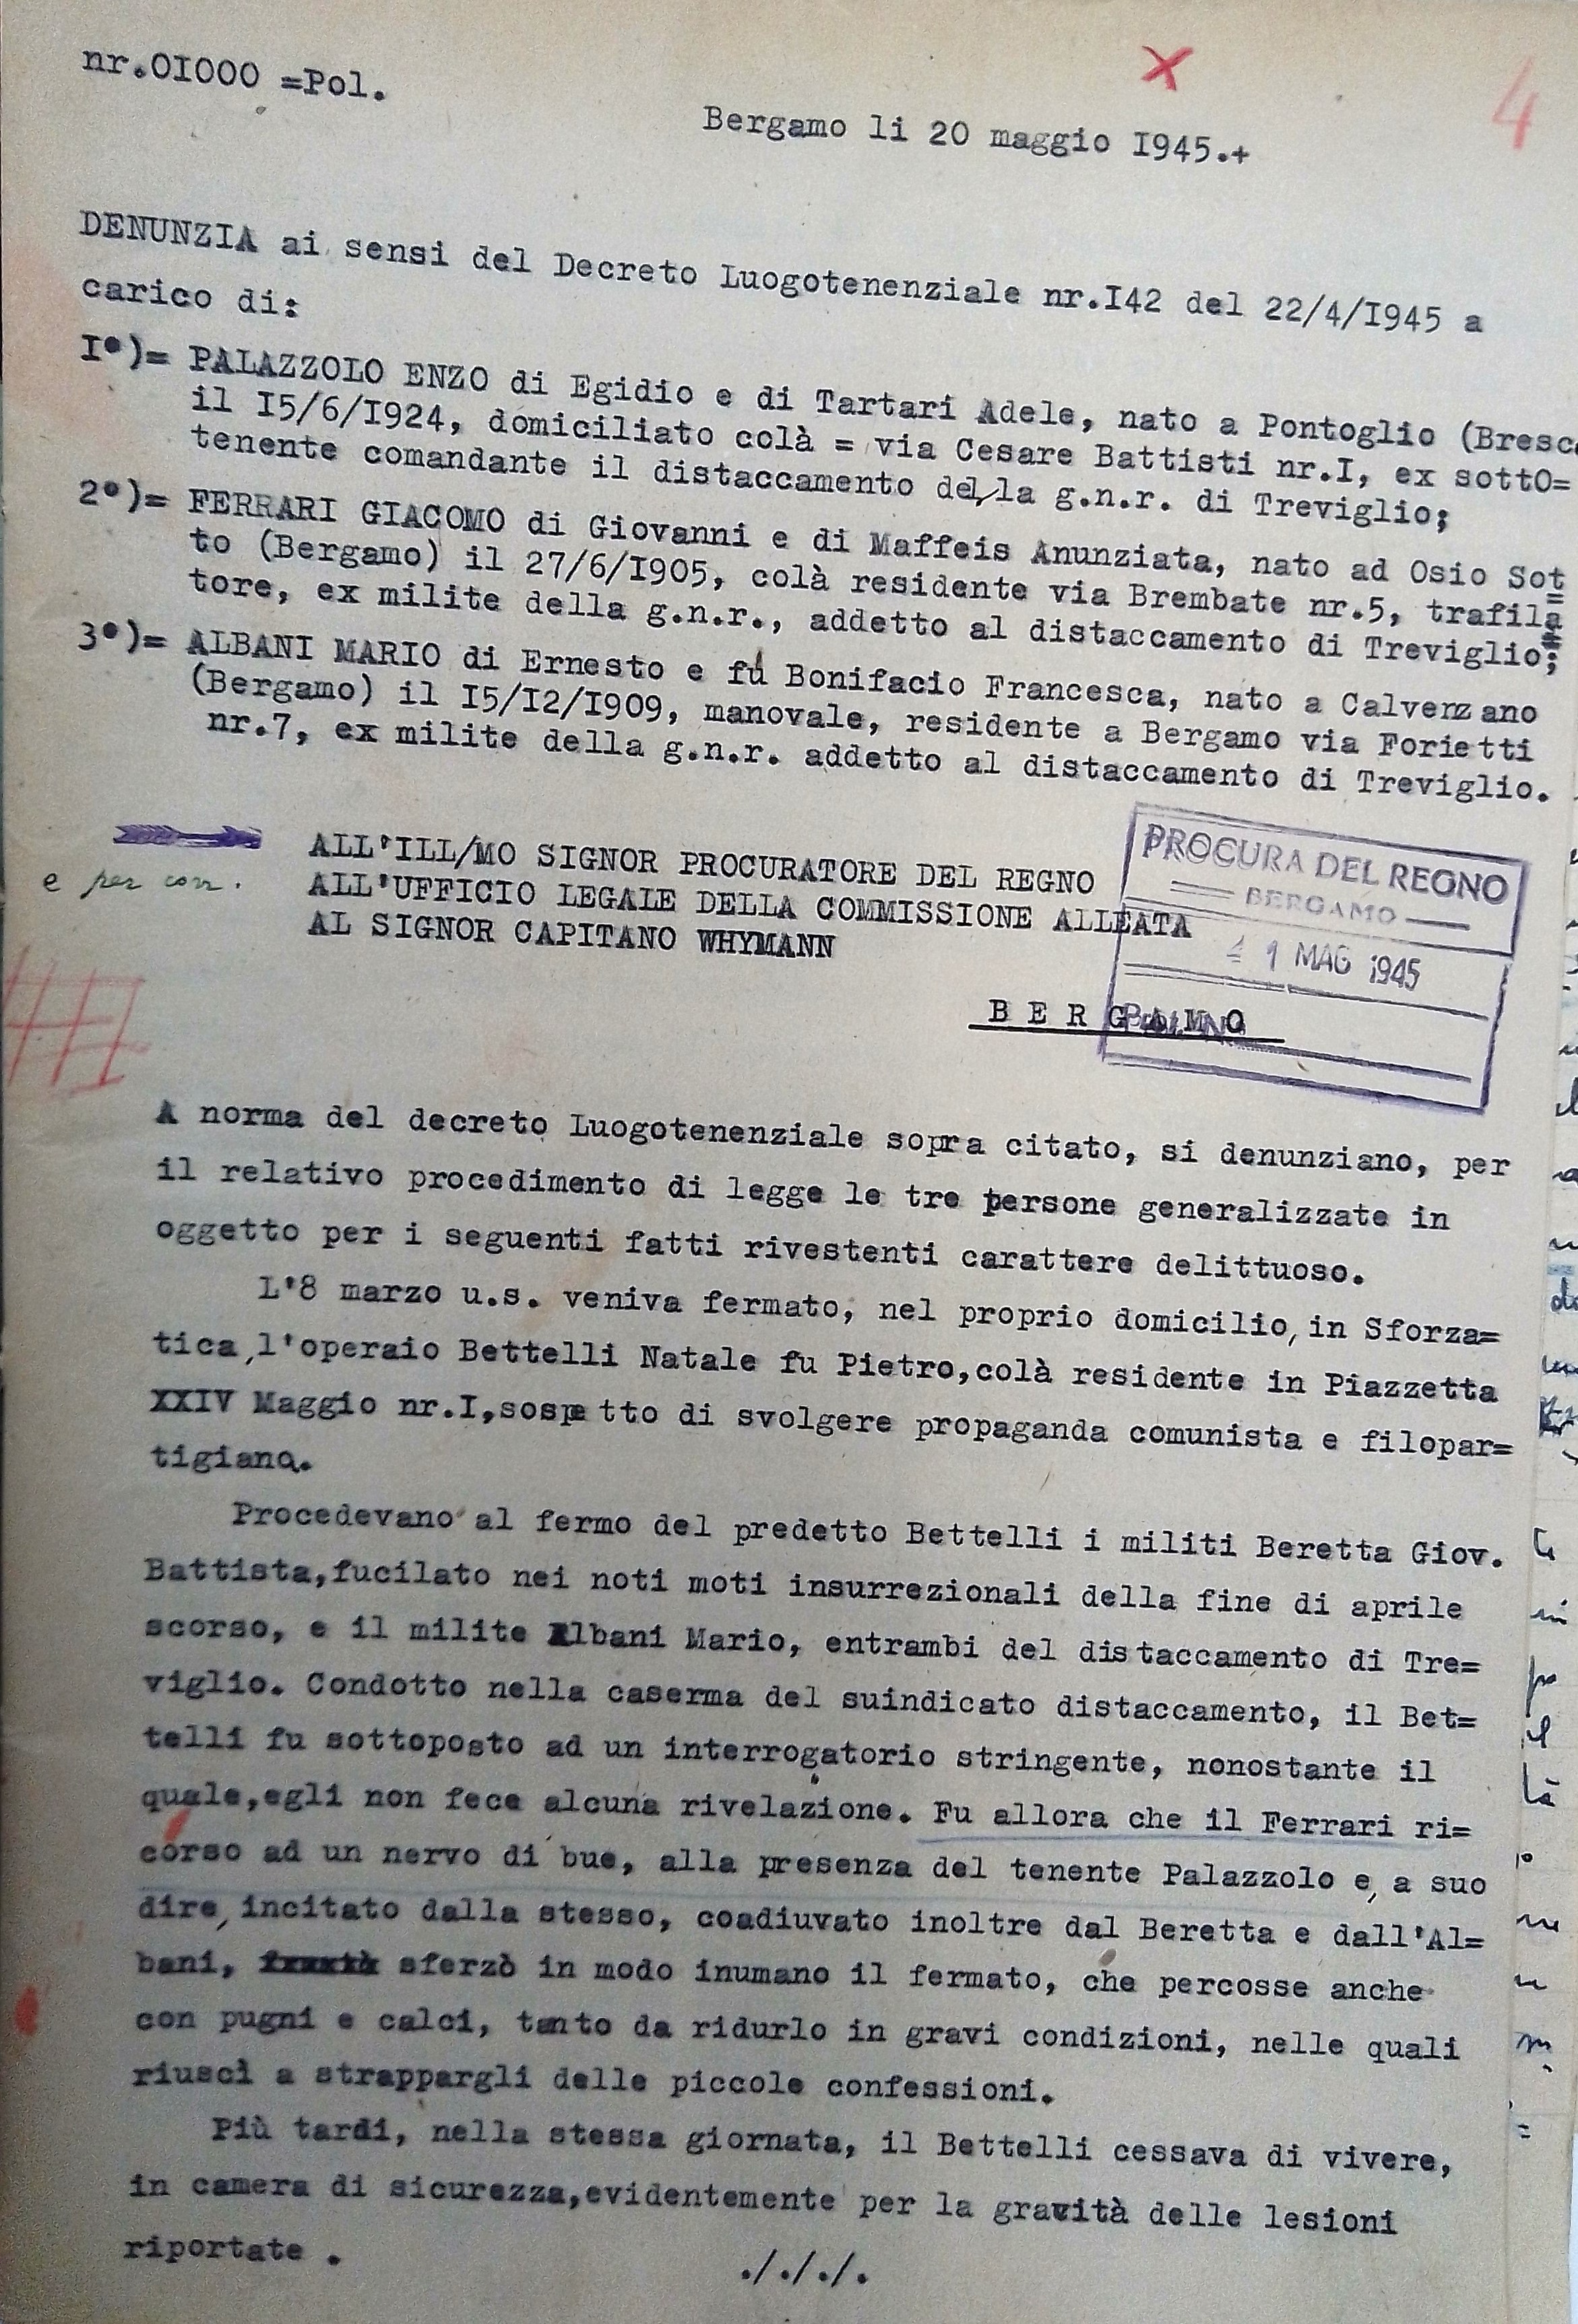 nr.OI000 =Pol.
4
Bergamo li 20 maggio I945.+
DENUNZIA ai sensi del Decreto Luogotenenziale nr.I42 del 22/4/I945 a
carico di:
I°)= PALAZZOLO ENZO di Egidio e di Tartari Adele, nato a Pontoglio (Bresc
il I5/6/I924, domiciliato colà = via Cesare Battisti nr.I, ex sottO=
tenente comandante il distaccamento della g.n.r. di Treviglio;
2°)= FERRARI GIACOMO di Giovanni e di Maffeis Anunziata, nato ad Osio Sot
to (Bergamo) il 27/6/I905, colà residente via Brembate nr.5, trafila=
tore, ex milite della g.n.r., addetto al distaccamento di Treviglio;
3°)= ALBANI MARIO di Ernesto e fu Bonifacio Francesca, nato a Calvenzano
(Bergamo) il I5/I2/I909, manovale, residente a Bergamo via Forietti
nr.7, ex milite della g.n.r. addetto al distaccamento di Treviglio.
ALL'ILL/MO SIGNOR PROCURATORE DEL REGNO
e per con.
ALL'UFFICIO LEGALE DELLA COMMISSIONE ALLEATA
AL SIGNOR CAPITANO WHYMANN
PROCURA DEL REGNO
BERGAMO
1 MAG 1945
B E R G A M O
A norma del decreto Luogotenenziale sopra citato, si denunziano, per
il relativo procedimento di legge le tre persone generalizzate in
oggetto per i seguenti fatti rivestenti carattere delittuoso.
L'8 marzo u.s. veniva fermato, nel proprio domicilio, in Sforza=
tica, l'operaio Bettelli Natale fu Pietro,colà residente in Piazzetta
XXIV Maggio nr.I,sospetto di svolgere propaganda comunista e filopar=
tigiana.
Procedevano al fermo del predetto Bettelli i militi Beretta Giov.
Battista,fucilato nei noti moti insurrezionali della fine di aprile
scorso, e il milite Albani Mario, entrambi del distaccamento di Tre=
viglio. Condotto nella caserma del suindicato distaccamento, il Bet=
telli fu sottoposto ad un interrogatorio stringente, nonostante il
quale,egli non fece alcuna rivelazione. Fu allora che il Ferrari ri=
corso ad un nervo di bue, alla presenza del tenente Palazzolo e, a suo
dire, incitato dalla stesso, coadiuvato inoltre dal Beretta e dall'Al=
bani, sferzò in modo inumano il fermato, che percosse anche
con pugni e calci, tanto da ridurlo in gravi condizioni, nelle quali
riuscì a strappargli delle piccole confessioni.
Più tardi, nella stessa giornata, il Bettelli cessava di vivere,
in camera di sicurezza,evidentemente per la gravità delle lesioni
riportate .
./././.